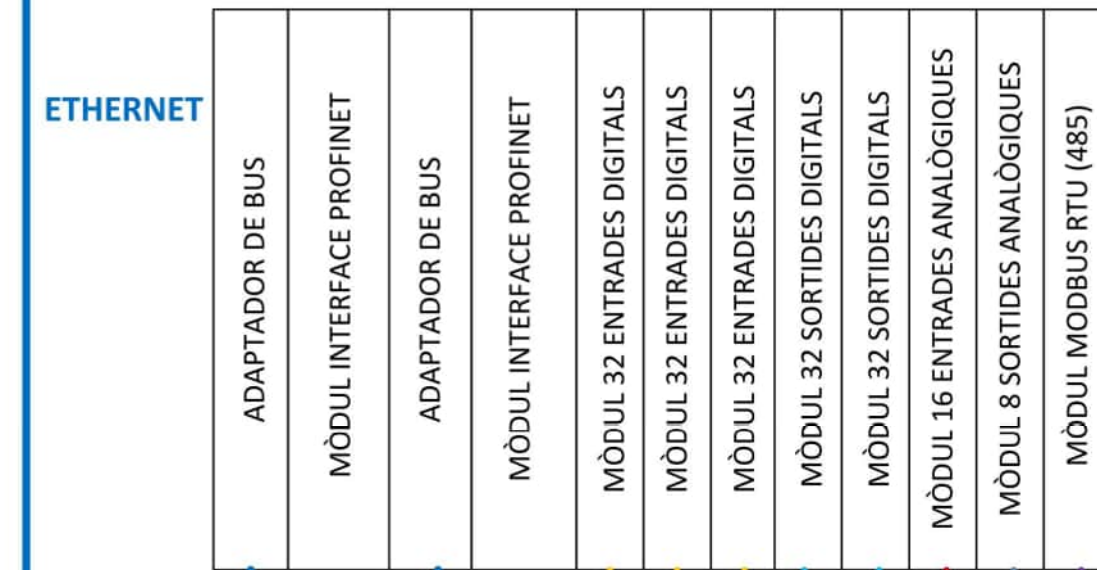 ETHERNET
ADAPTADOR DE BUS
MÒDUL INTERFACE PROFINET
ADAPTADOR DE BUS
MÒDUL INTERFACE PROFINET
MÒDUL 32 ENTRADES DIGITALS
MÒDUL 32 ENTRADES DIGITALS
MÒDUL 32 ENTRADES DIGITALS
MÒDUL 32 SORTIDES DIGITALS
MÒDUL 32 SORTIDES DIGITALS
MÒDUL 16 ENTRADES ANALÒGIQUES
MÒDUL 8 SORTIDES ANALÒGIQUES
MÒDUL MODBUS RTU (485)